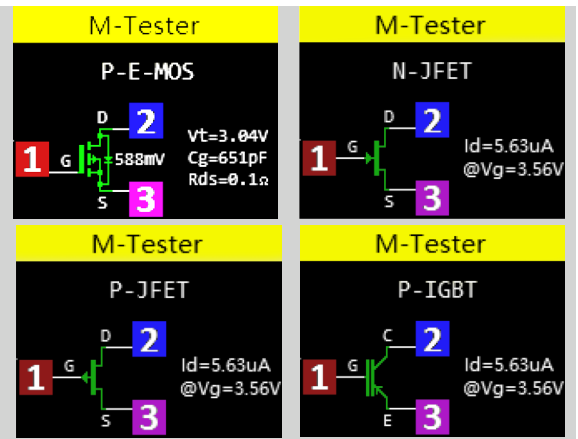 M-Tester
P-E-MOS
D
2
1
G
588mV
S
3
Vt=3.04V
Cg=651pF
Rds=0.1Ω
M-Tester
N-JFET
D
2
1
G
S
3
Id=5.63uA
@Vg=3.56V
M-Tester
P-JFET
D
2
1
G
S
3
Id=5.63uA
@Vg=3.56V
M-Tester
P-IGBT
C
2
1
G
E
3
Id=5.63uA
@Vg=3.56V